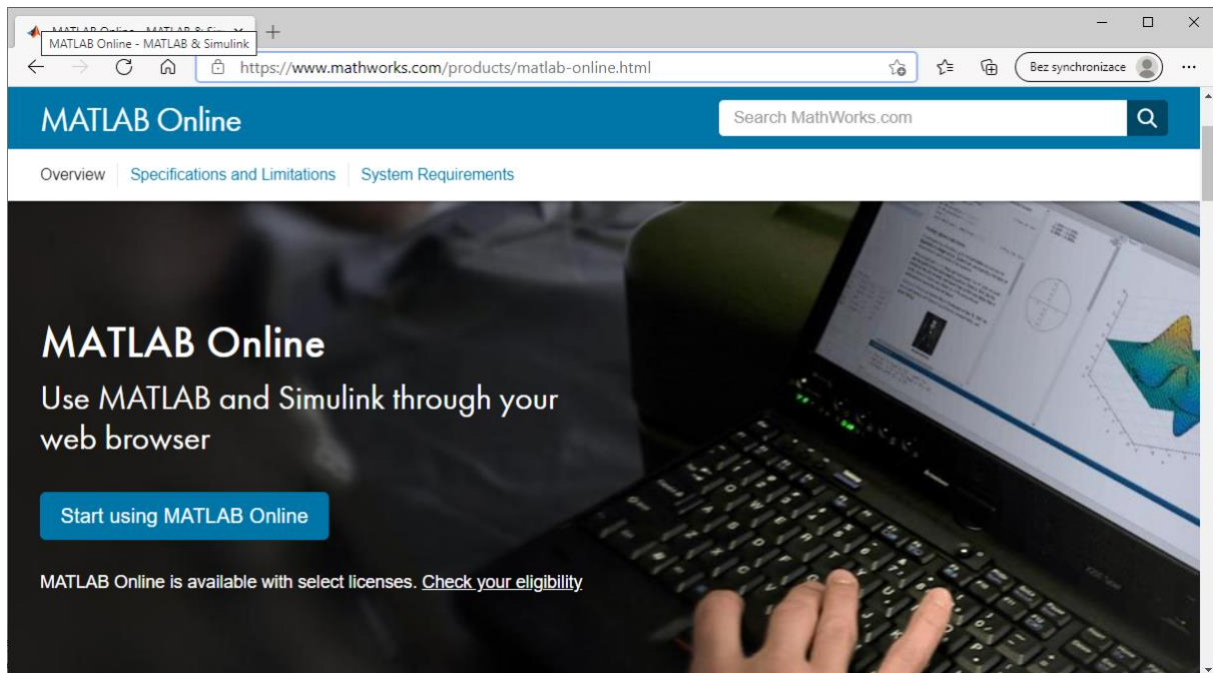 MATLAB Online - MATLAB & Simulink
https://www.mathworks.com/products/matlab-online.html
Bez synchronizace
MATLAB Online
Search MathWorks.com
Overview
Specifications and Limitations
System Requirements
MATLAB Online
Use MATLAB and Simulink through your
web browser
Start using MATLAB Online
MATLAB Online is available with select licenses. Check your eligibility